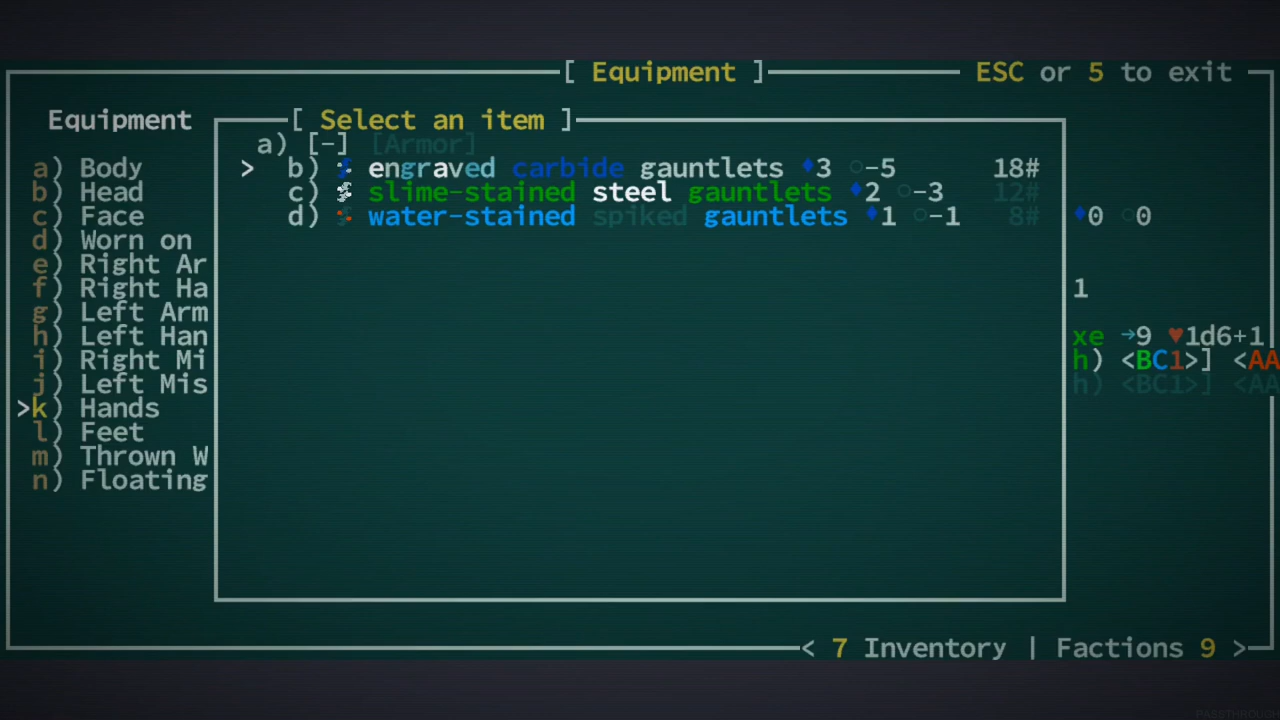 [ Equipment ] ESC or 5 to exit
Equipment [ Select an item ]
a) [-] [Armor]
a) Body > b) engraved carbide gauntlets ♦3 ○-5 18#
b) Head c) slime-stained steel gauntlets ♦2 ○-3 12#
c) Face d) water-stained spiked gauntlets ♦1 ○-1 8# ♦0 ○0
d) Worn on
e) Right Ar
f) Right Ha 1
g) Left Arm
h) Left Han xe →9 ♥1d6+1
i) Right Mi h) <BC1>] <AA
j) Left Mis h) <BC1>] <AA
>k) Hands
l) Feet
m) Thrown W
n) Floating
< 7 Inventory | Factions 9 >